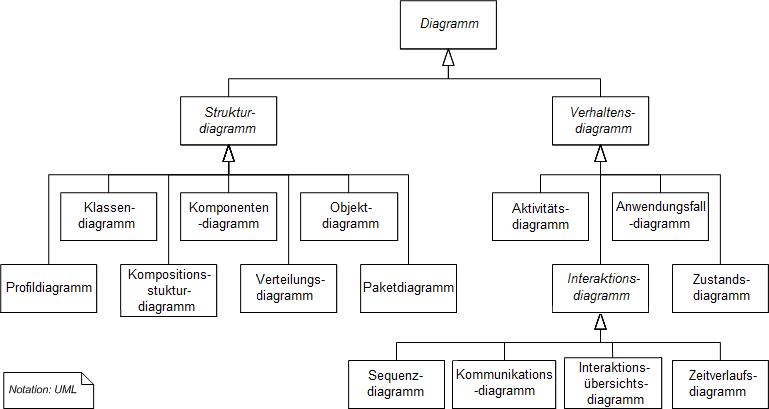 Diagramm
Struktur-
diagramm
Verhaltens-
diagramm
Klassen-
diagramm
Komponenten
-diagramm
Objekt-
diagramm
Aktivitäts-
diagramm
Anwendungsfall
-diagramm
Profildiagramm
Kompositions-
stuktur-
diagramm
Verteilungs-
diagramm
Paketdiagramm
Interaktions-
diagramm
Zustands-
diagramm
Sequenz-
diagramm
Kommunikations
-diagramm
Interaktions-
übersichts-
diagramm
Zeitverlaufs-
diagramm
Notation: UML